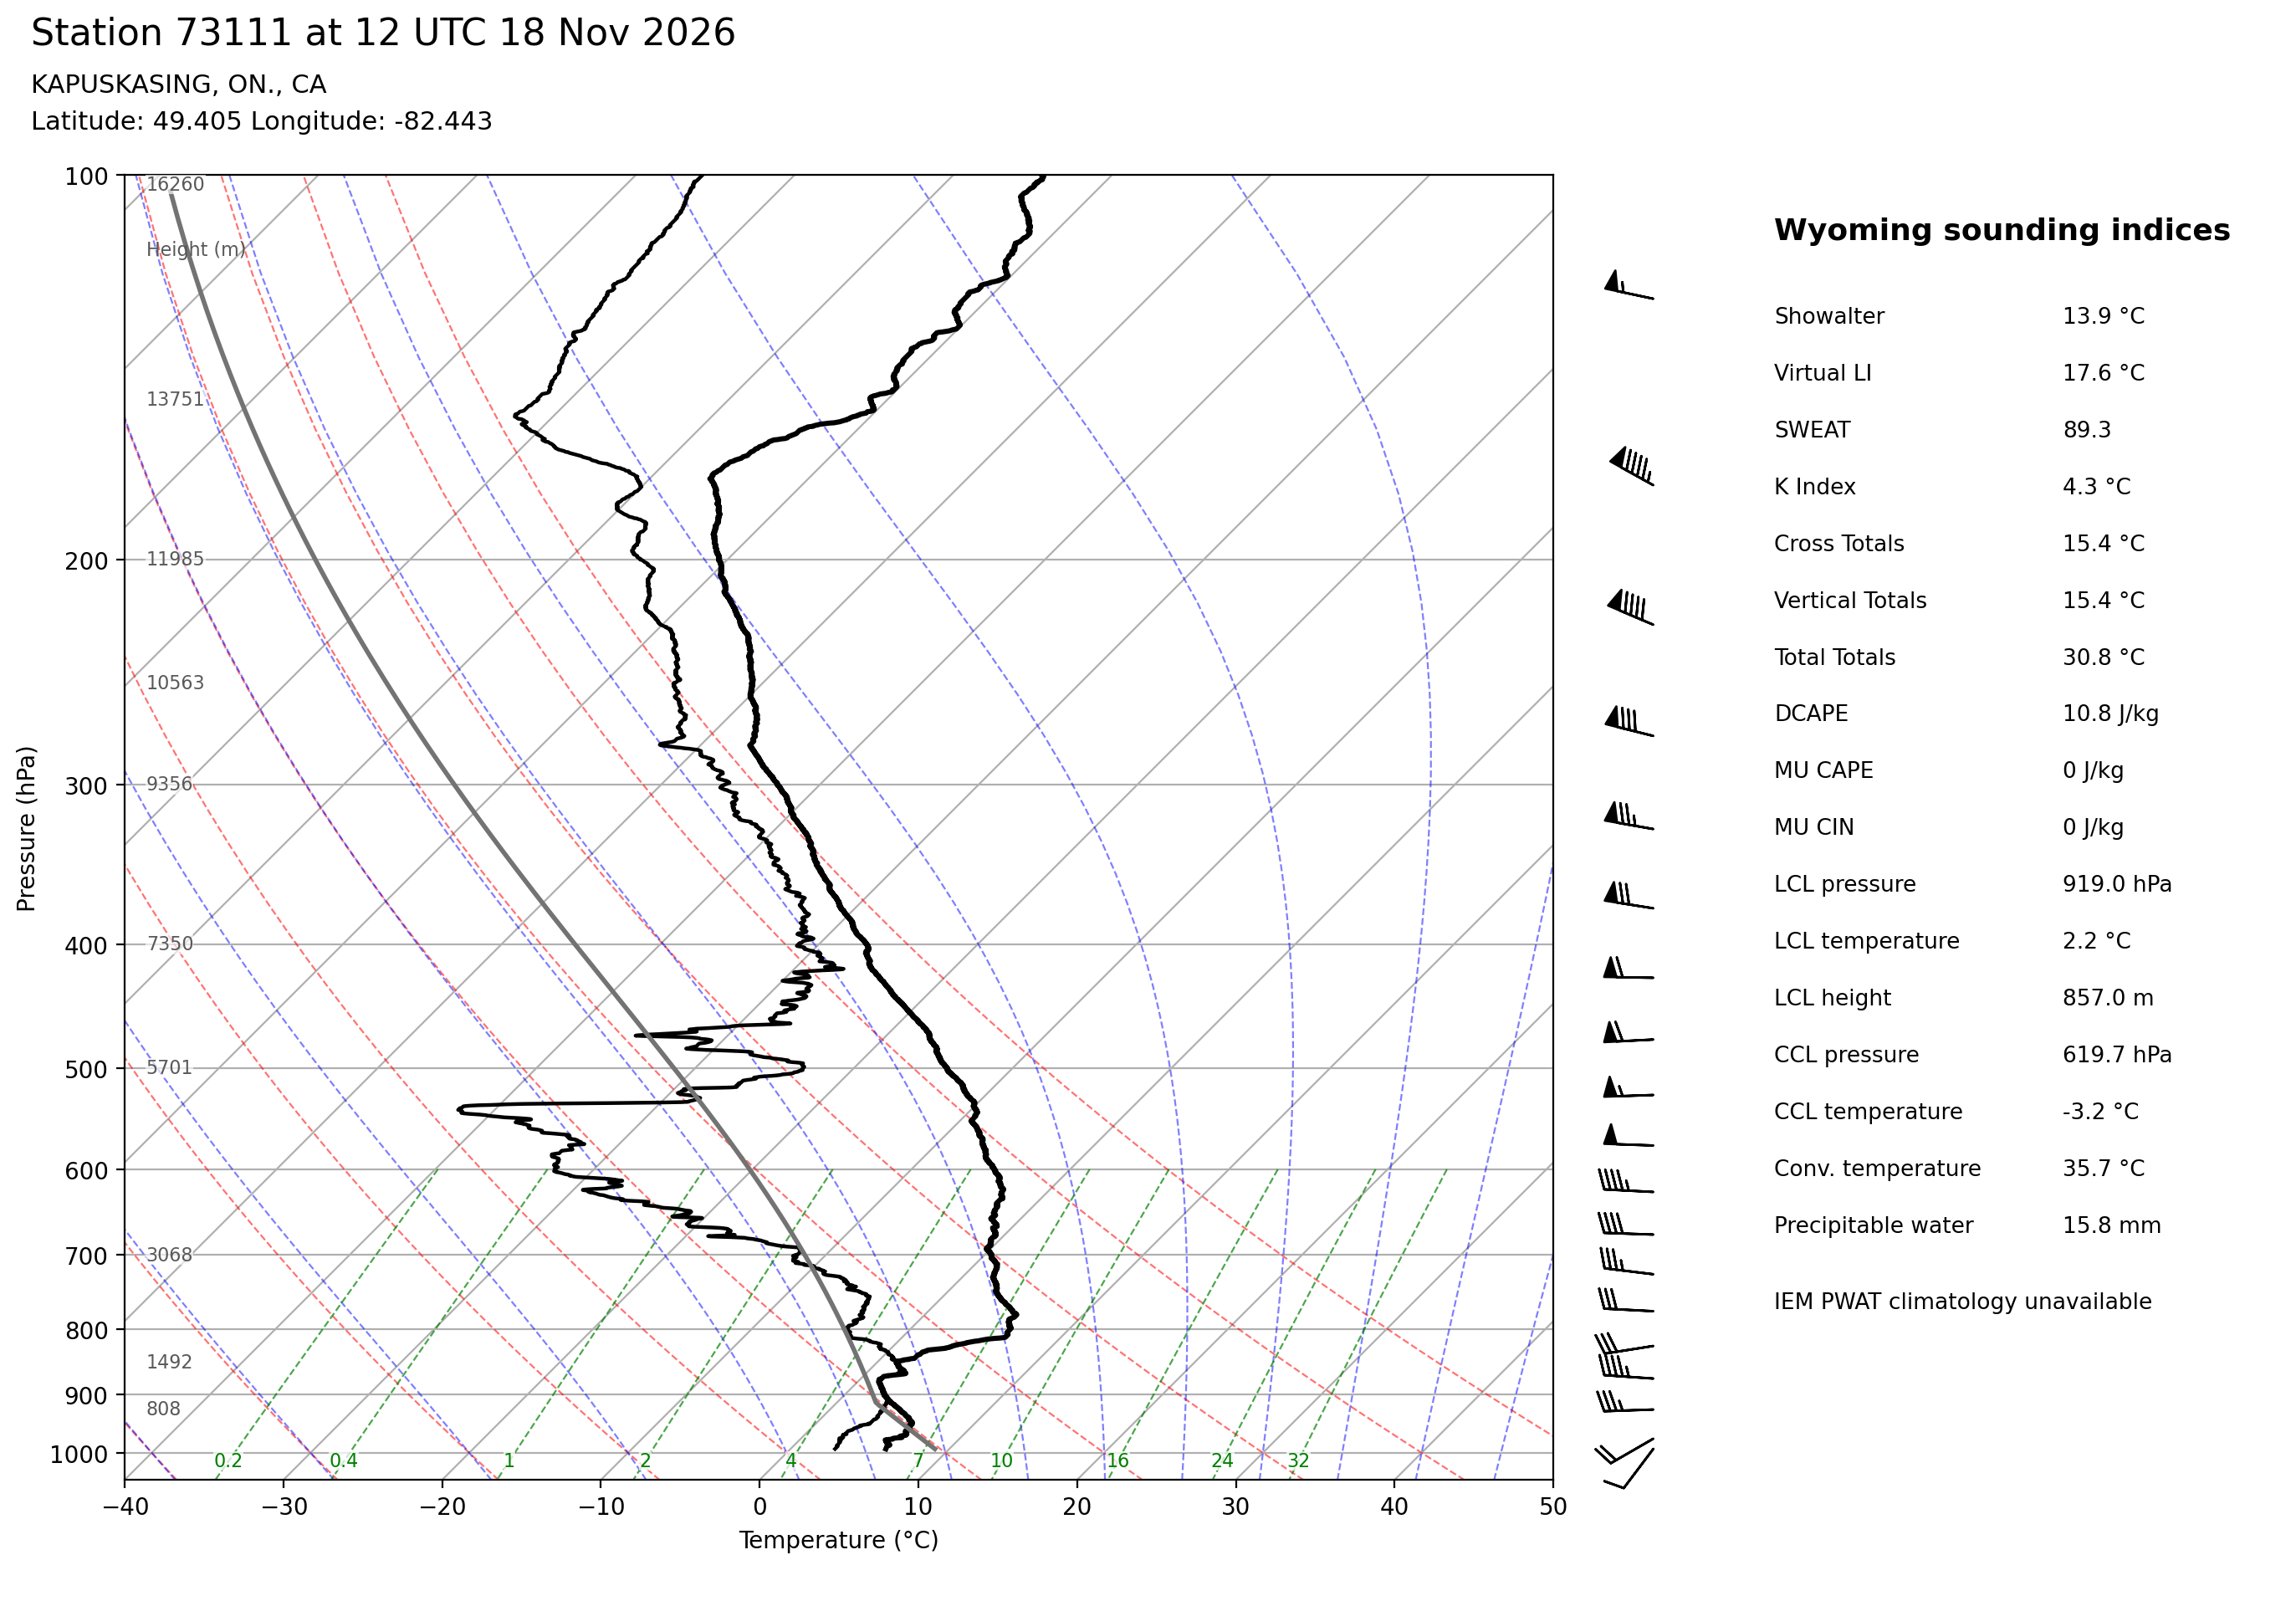 Station 73111 at 12 UTC 18 Nov 2026
KAPUSKASING, ON., CA
Latitude: 49.405 Longitude: -82.443
100
200
300
400
500
600
700
800
900
1000
Pressure (hPa)
16260
Height (m)
13751
11985
10563
9356
7350
5701
3068
1492
808
0.2
0.4
1
2
4
7
10
16
24
32
−40
−30
−20
−10
0
10
20
30
40
50
Temperature (°C)
Wyoming sounding indices
Showalter 13.9 °C
Virtual LI 17.6 °C
SWEAT 89.3
K Index 4.3 °C
Cross Totals 15.4 °C
Vertical Totals 15.4 °C
Total Totals 30.8 °C
DCAPE 10.8 J/kg
MU CAPE 0 J/kg
MU CIN 0 J/kg
LCL pressure 919.0 hPa
LCL temperature 2.2 °C
LCL height 857.0 m
CCL pressure 619.7 hPa
CCL temperature -3.2 °C
Conv. temperature 35.7 °C
Precipitable water 15.8 mm
IEM PWAT climatology unavailable